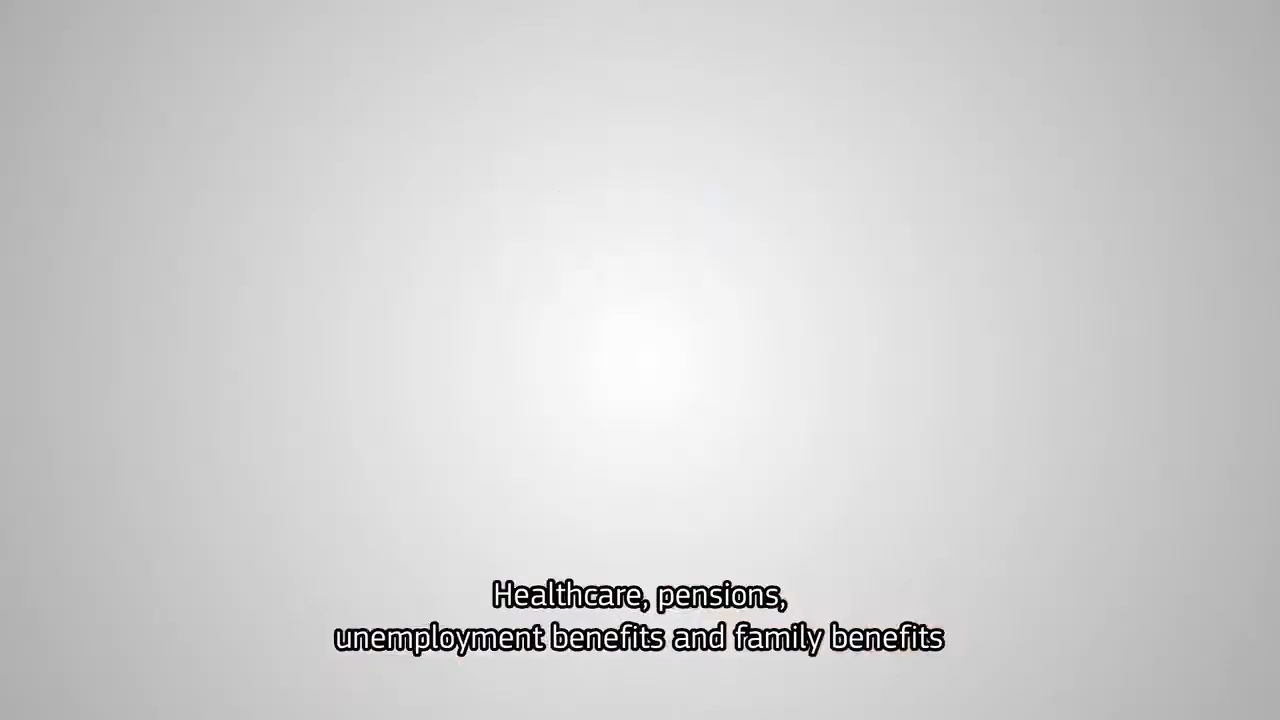 Healthcare, pensions,
unemployment benefits and family benefits